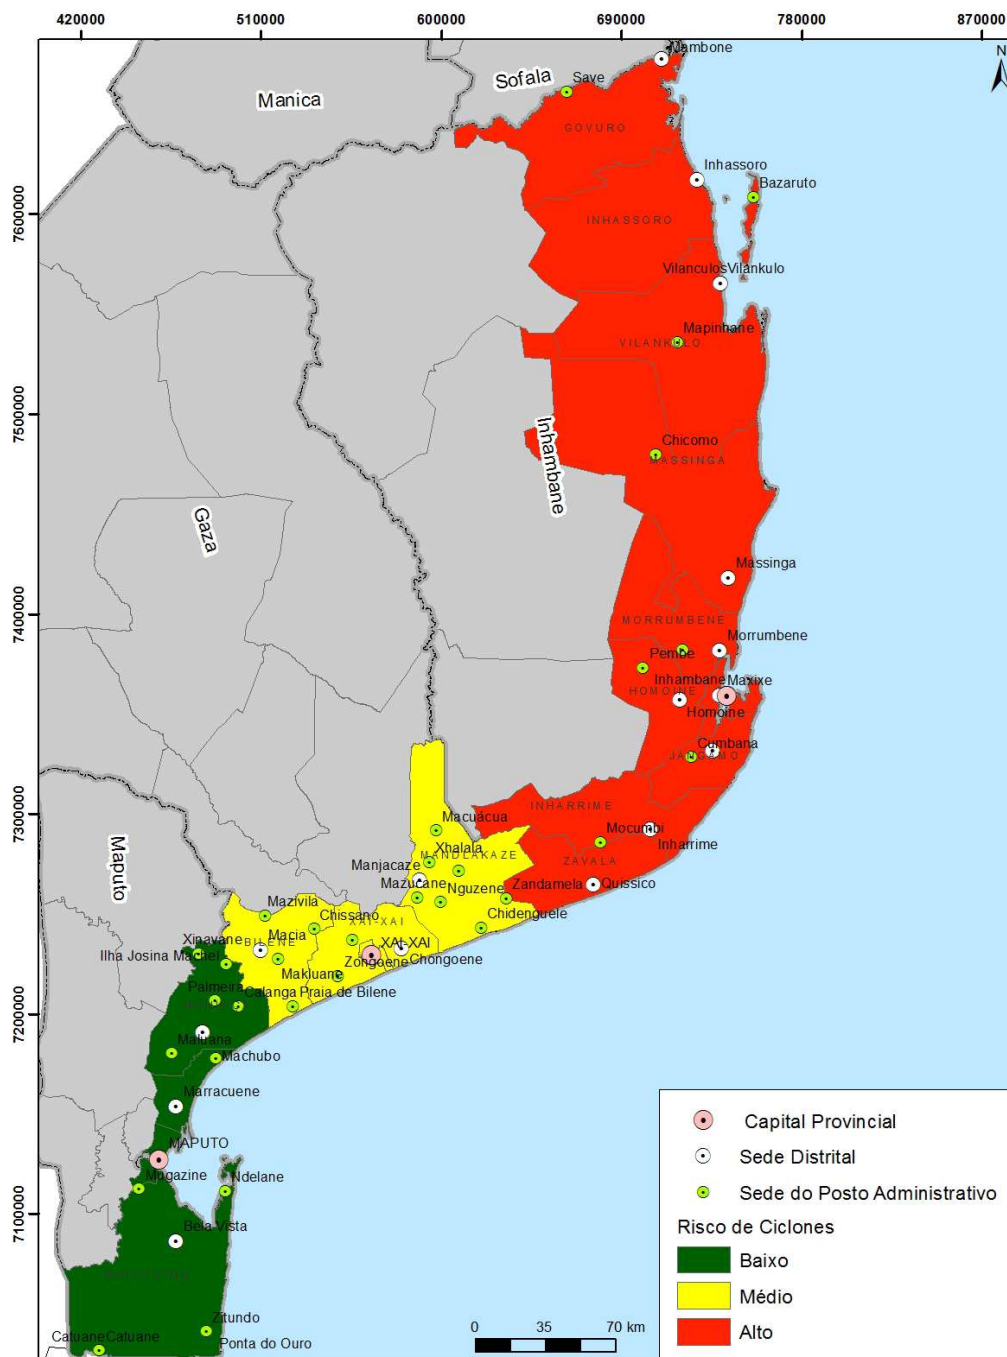 420000 510000 600000 690000 780000 870000
N
Mambone
Sofala
Save
Manica
GOVURO
Inhassoro
Bazaruto
7600000
INHASSORO
VilanculosVilankulo
Mapinhane
VILANKULO
7500000
Inhambane
Chicomo
MASSINGA
Gaza
Massinga
7400000
MORRUMBENE
Morrumbene
Pembe
Inhambane
Maxixe
HOMOINE
Homoine
Cumbana
JANGAMO
7300000
INHARRIME
Macuácua
Mocumbi
Inharrime
Maputo
Xhalala
MANDLAKAZE
ZAVALA
Manjacaze
Mazucane
Nguzene
Zandamela
Quissico
Mazivila
Chissano
Chidenguele
XAI-XAI
Macia
BILENE
XAI-XAI
Xinavane
Ilha Josina Machel
Zongoene
Chongoene
Makluane
Palmeira
Calanga
Praia de Bilene
7200000
Maluana
Machubo
Marracuene
MAPUTO
Mugazine
Ndelane
7100000
Bela Vista
Zitundo
CatuaneCatuane
Ponta do Ouro
Capital Provincial
Sede Distrital
Sede do Posto Administrativo
Risco de Ciclones
Baixo
Médio
Alto
0 35 70 km